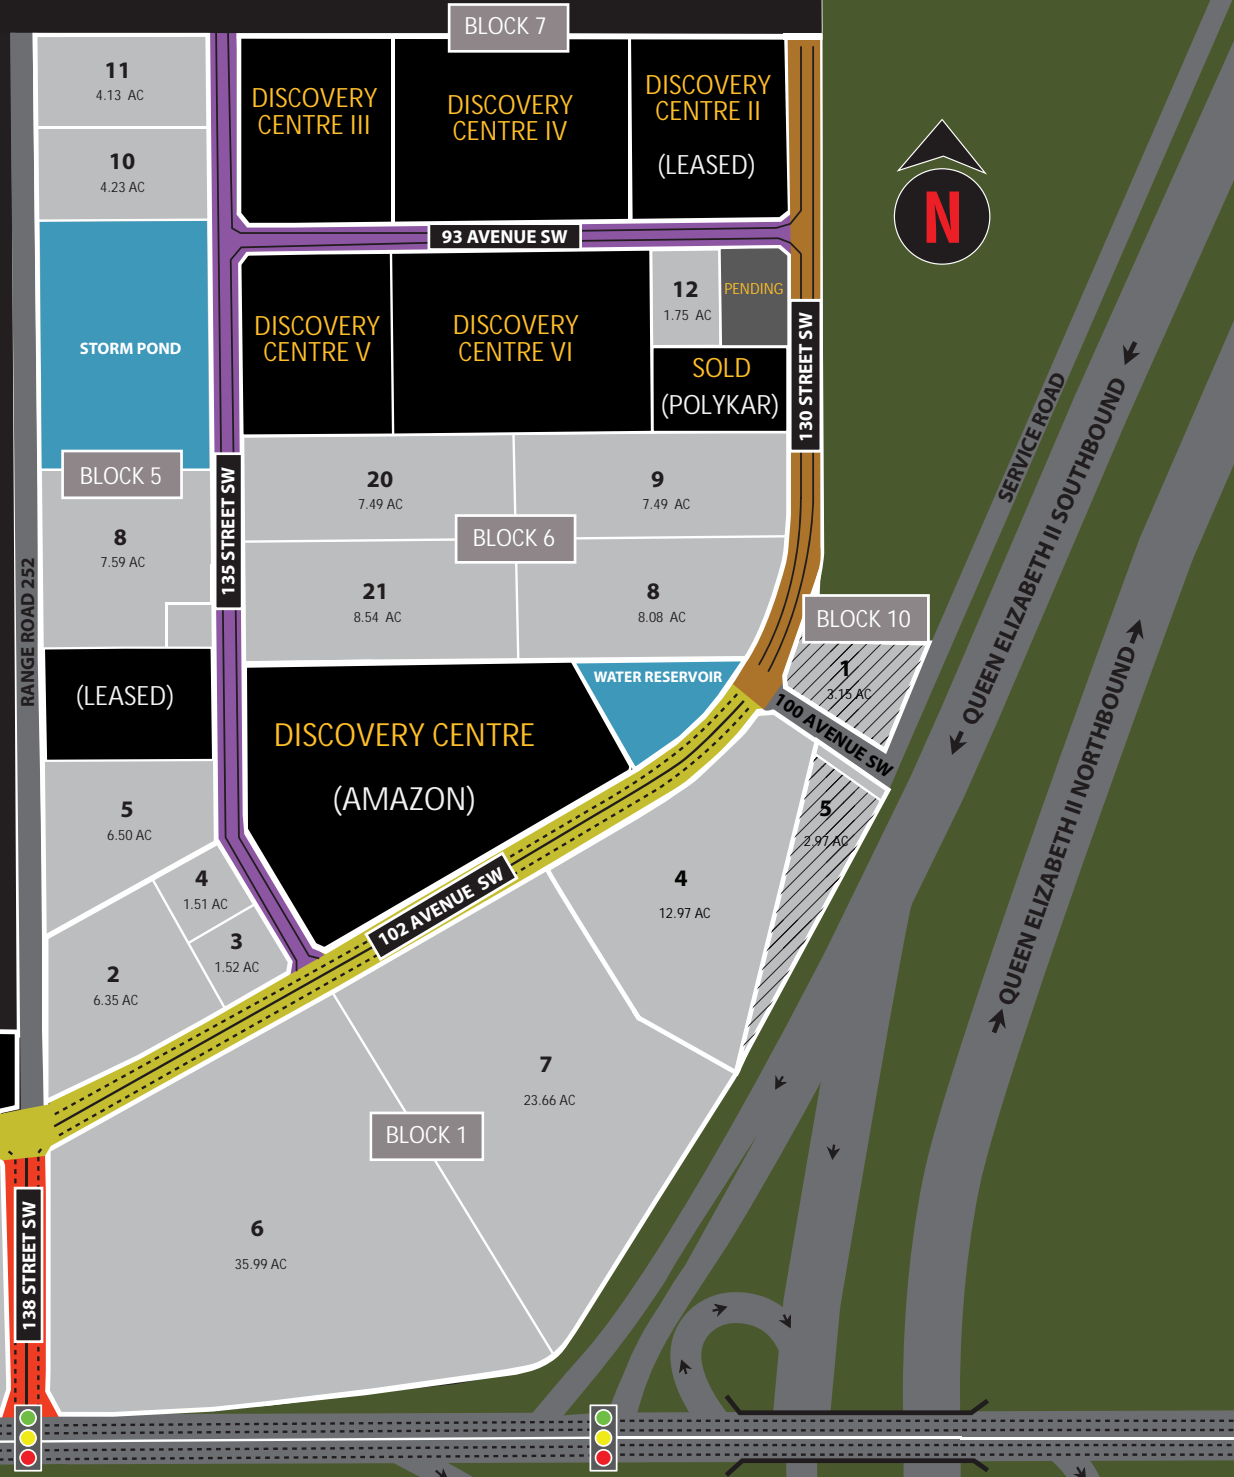 BLOCK 7
11
4.13 AC
10
4.23 AC
STORM POND
BLOCK 5
8
7.59 AC
(LEASED)
5
6.50 AC
4
1.51 AC
3
1.52 AC
2
6.35 AC
RANGE ROAD 252
135 STREET SW
DISCOVERY
CENTRE III
DISCOVERY
CENTRE IV
DISCOVERY
CENTRE II
(LEASED)
93 AVENUE SW
DISCOVERY
CENTRE V
DISCOVERY
CENTRE VI
12
1.75 AC
PENDING
SOLD
(POLYKAR)
130 STREET SW
20
7.49 AC
9
7.49 AC
BLOCK 6
21
8.54 AC
8
8.08 AC
WATER RESERVOIR
DISCOVERY CENTRE
(AMAZON)
BLOCK 10
1
3.15 AC
100 AVENUE SW
5
2.97 AC
102 AVENUE SW
4
12.97 AC
7
23.66 AC
BLOCK 1
6
35.99 AC
138 STREET SW
N
SERVICE ROAD
QUEEN ELIZABETH II SOUTHBOUND
QUEEN ELIZABETH II NORTHBOUND